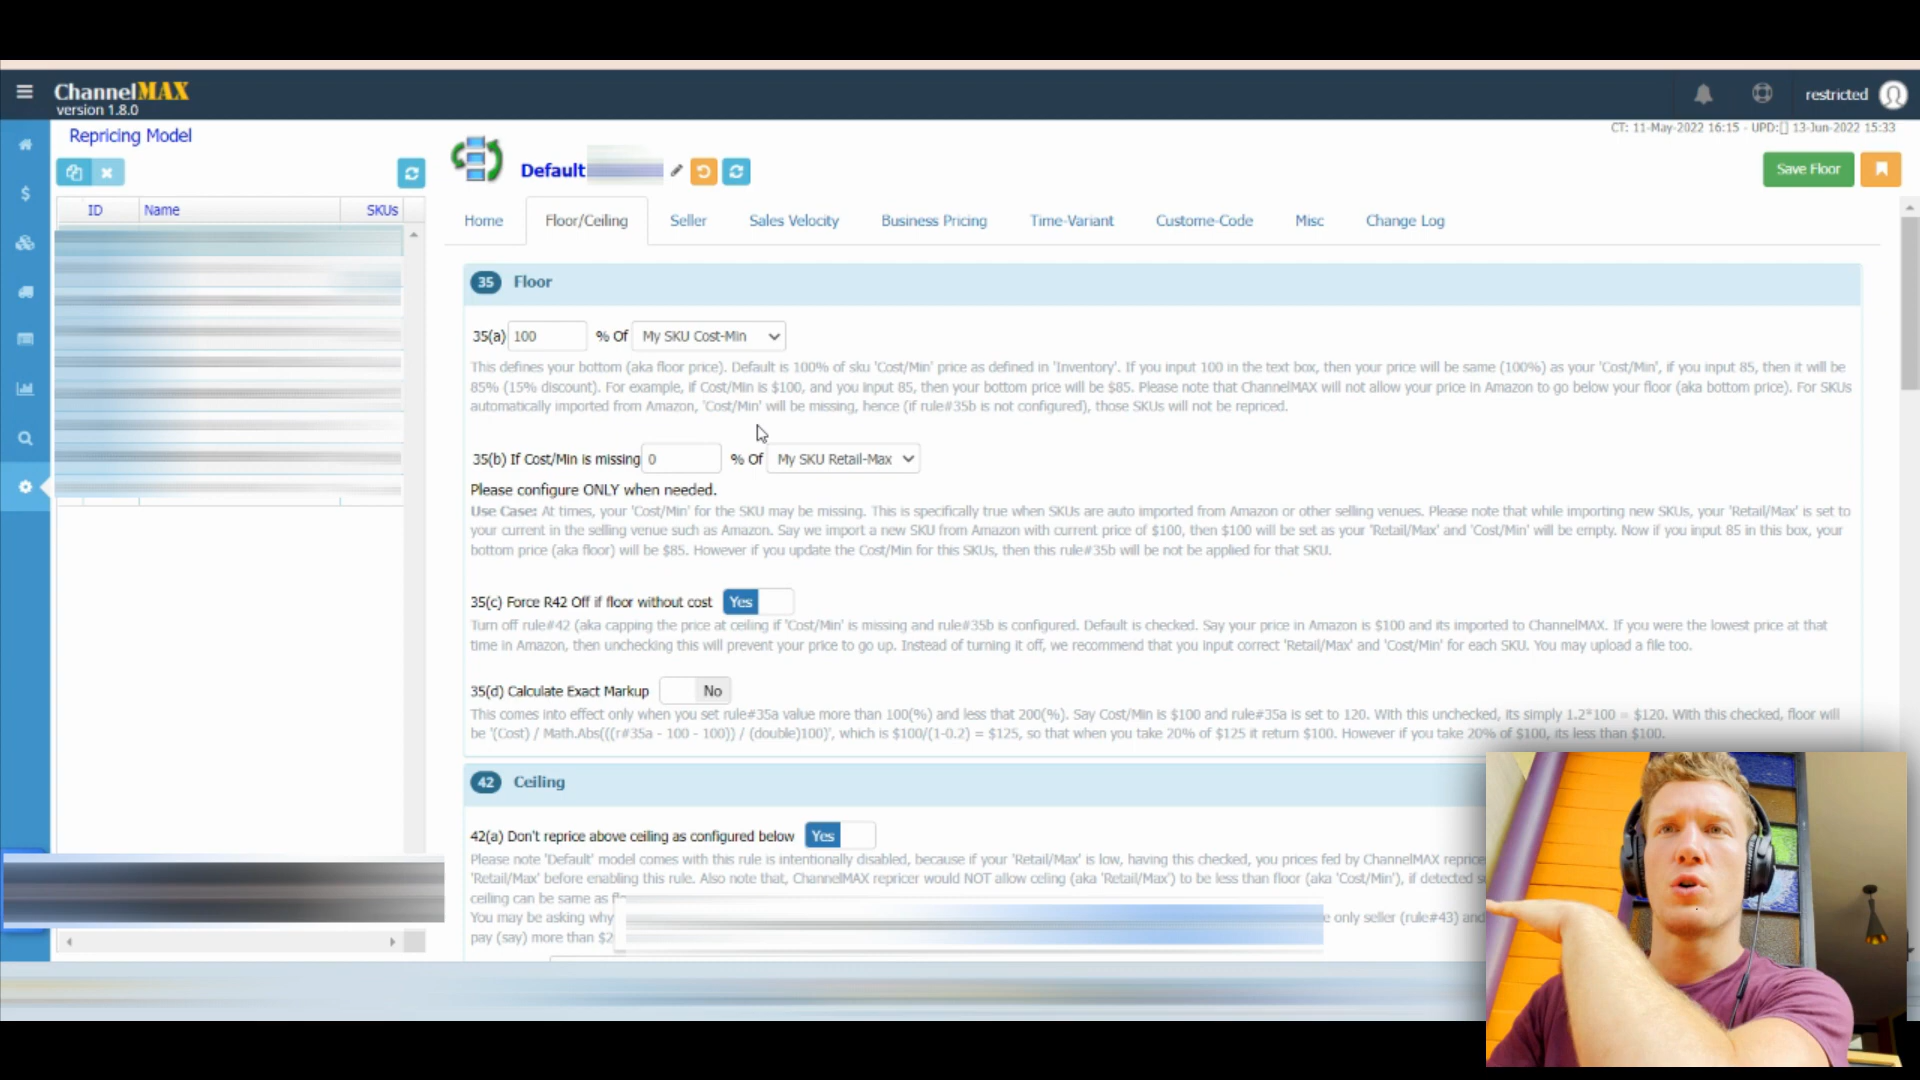 ChannelMAX
version 1.8.0
restricted
CT: 11-May-2022 16:15 - UPD:[] 13-Jun-2022 15:33
Repricing Model
Default
Save Floor
ID Name SKUs
Home Floor/Ceiling Seller Sales Velocity Business Pricing Time-Variant Custome-Code Misc Change Log
35 Floor
35(a) 100 % Of My SKU Cost-Min
This defines your bottom (aka floor price). Default is 100% of sku 'Cost/Min' price as defined in 'Inventory'. If you input 100 in the text box, then your price will be same (100%) as your 'Cost/Min', if you input 85, then it will be
85% (15% discount). For example, if Cost/Min is $100, and you input 85, then your bottom price will be $85. Please note that ChannelMAX will not allow your price in Amazon to go below your floor (aka bottom price). For SKUs
automatically imported from Amazon, 'Cost/Min' will be missing, hence (if rule#35b is not configured), those SKUs will not be repriced.
35(b) If Cost/Min is missing 0 % Of My SKU Retail-Max
Please configure ONLY when needed.
Use Case: At times, your 'Cost/Min' for the SKU may be missing. This is specifically true when SKUs are auto imported from Amazon or other selling venues. Please note that while importing new SKUs, your 'Retail/Max' is set to
your current in the selling venue such as Amazon. Say we import a new SKU from Amazon with current price of $100, then $100 will be set as your 'Retail/Max' and 'Cost/Min' will be empty. Now if you input 85 in this box, your
bottom price (aka floor) will be $85. However if you update the Cost/Min for this SKUs, then this rule#35b will be not be applied for that SKU.
35(c) Force R42 Off if floor without cost Yes
Turn off rule#42 (aka capping the price at ceiling if 'Cost/Min' is missing and rule#35b is configured. Default is checked. Say your price in Amazon is $100 and its imported to ChannelMAX. If you were the lowest price at that
time in Amazon, then unchecking this will prevent your price to go up. Instead of turning it off, we recommend that you input correct 'Retail/Max' and 'Cost/Min' for each SKU. You may upload a file too.
35(d) Calculate Exact Markup No
This comes into effect only when you set rule#35a value more than 100(%) and less that 200(%). Say Cost/Min is $100 and rule#35a is set to 120. With this unchecked, its simply 1.2*100 = $120. With this checked, floor will
be '(Cost) / Math.Abs(((r#35a - 100 - 100)) / (double)100)', which is $100/(1-0.2) = $125, so that when you take 20% of $125 it return $100. However if you take 20% of $100, its less than $100.
42 Ceiling
42(a) Don't reprice above ceiling as configured below Yes
Please note 'Default' model comes with this rule is intentionally disabled, because if your 'Retail/Max' is low, having this checked, you prices fed by ChannelMAX reprice
'Retail/Max' before enabling this rule. Also note that, ChannelMAX repricer would NOT allow celing (aka 'Retail/Max') to be less than floor (aka 'Cost/Min'), if detected
ceiling can be same as
You may be asking why only seller (rule#43) and
pay (say) more than $2